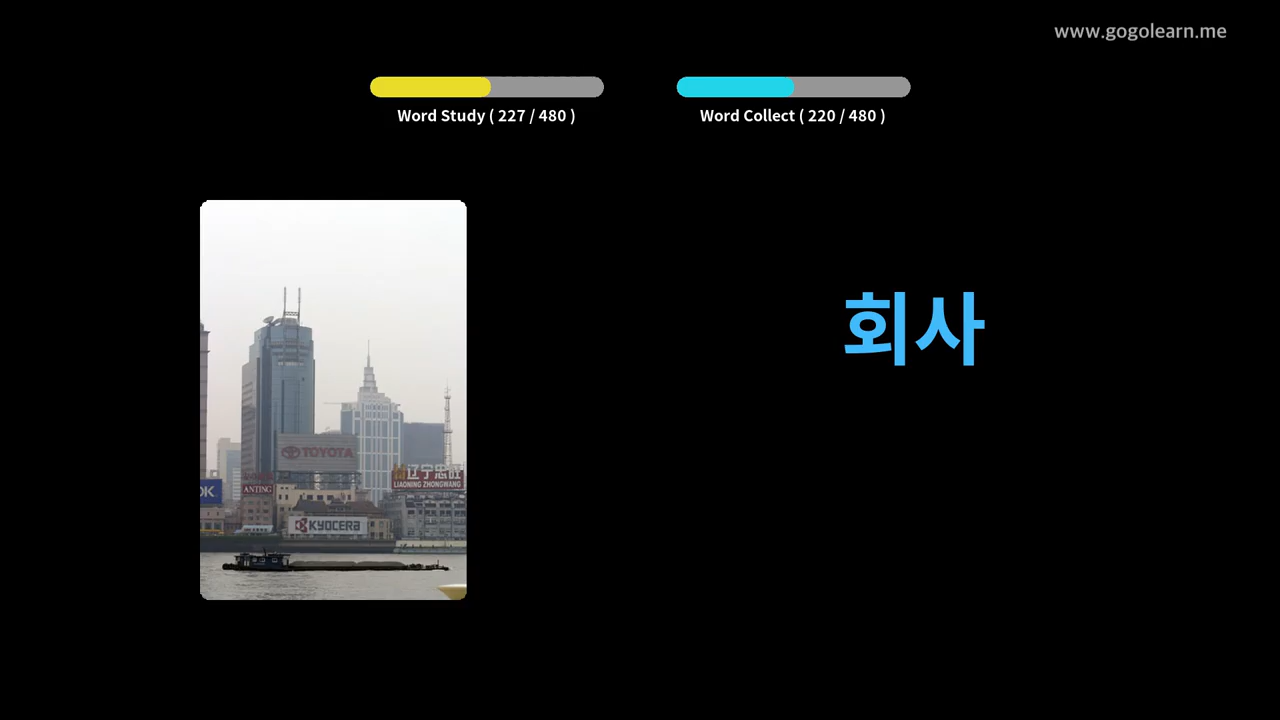 www.gogolearn.me
Word Study ( 227 / 480 )
Word Collect ( 220 / 480 )
회사
TOYOTA
辽宁忠旺
LIAONING ZHONGWANG
OK
ANTING
KYOCERA